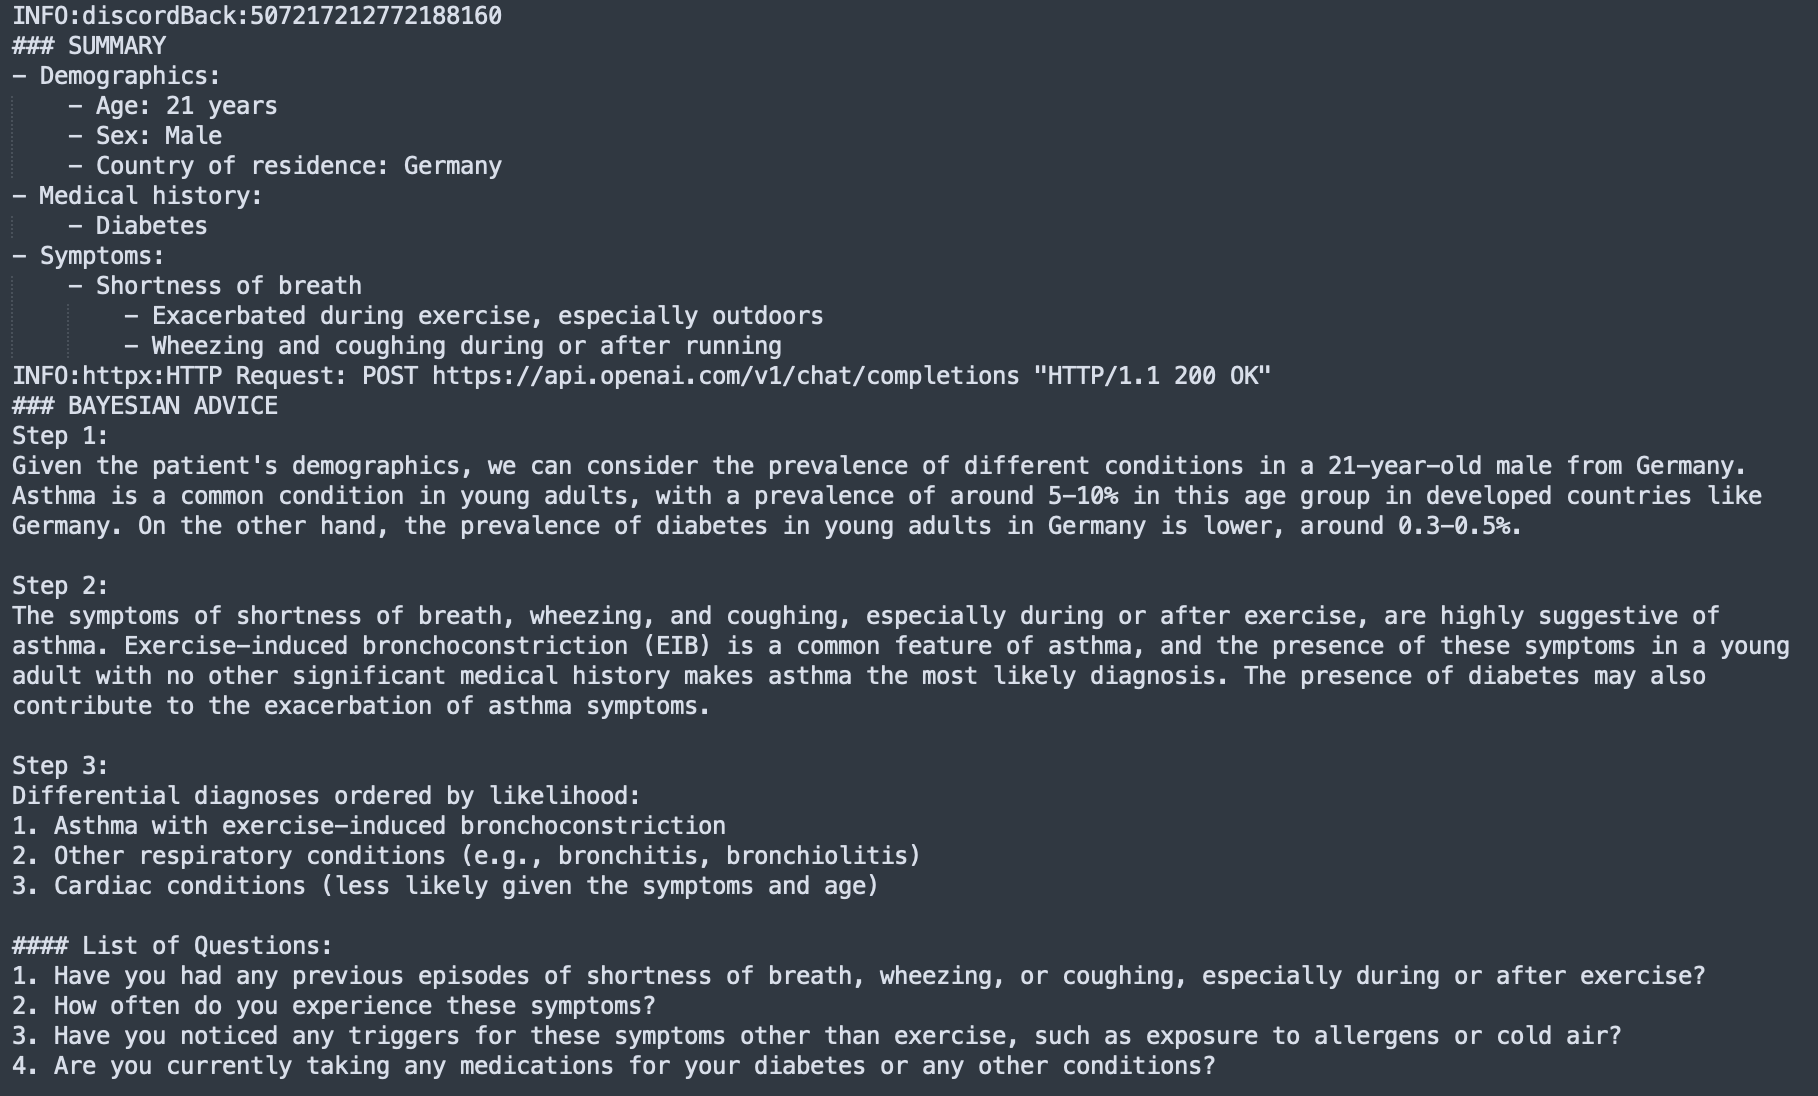 INFO:discordBack:507217212772188160
### SUMMARY
- Demographics:
    - Age: 21 years
    - Sex: Male
    - Country of residence: Germany
- Medical history:
    - Diabetes
- Symptoms:
    - Shortness of breath
        - Exacerbated during exercise, especially outdoors
        - Wheezing and coughing during or after running
INFO:httpx:HTTP Request: POST https://api.openai.com/v1/chat/completions "HTTP/1.1 200 OK"
### BAYESIAN ADVICE
Step 1:
Given the patient's demographics, we can consider the prevalence of different conditions in a 21-year-old male from Germany.
Asthma is a common condition in young adults, with a prevalence of around 5-10% in this age group in developed countries like
Germany. On the other hand, the prevalence of diabetes in young adults in Germany is lower, around 0.3-0.5%.

Step 2:
The symptoms of shortness of breath, wheezing, and coughing, especially during or after exercise, are highly suggestive of
asthma. Exercise-induced bronchoconstriction (EIB) is a common feature of asthma, and the presence of these symptoms in a young
adult with no other significant medical history makes asthma the most likely diagnosis. The presence of diabetes may also
contribute to the exacerbation of asthma symptoms.

Step 3:
Differential diagnoses ordered by likelihood:
1. Asthma with exercise-induced bronchoconstriction
2. Other respiratory conditions (e.g., bronchitis, bronchiolitis)
3. Cardiac conditions (less likely given the symptoms and age)

#### List of Questions:
1. Have you had any previous episodes of shortness of breath, wheezing, or coughing, especially during or after exercise?
2. How often do you experience these symptoms?
3. Have you noticed any triggers for these symptoms other than exercise, such as exposure to allergens or cold air?
4. Are you currently taking any medications for your diabetes or any other conditions?